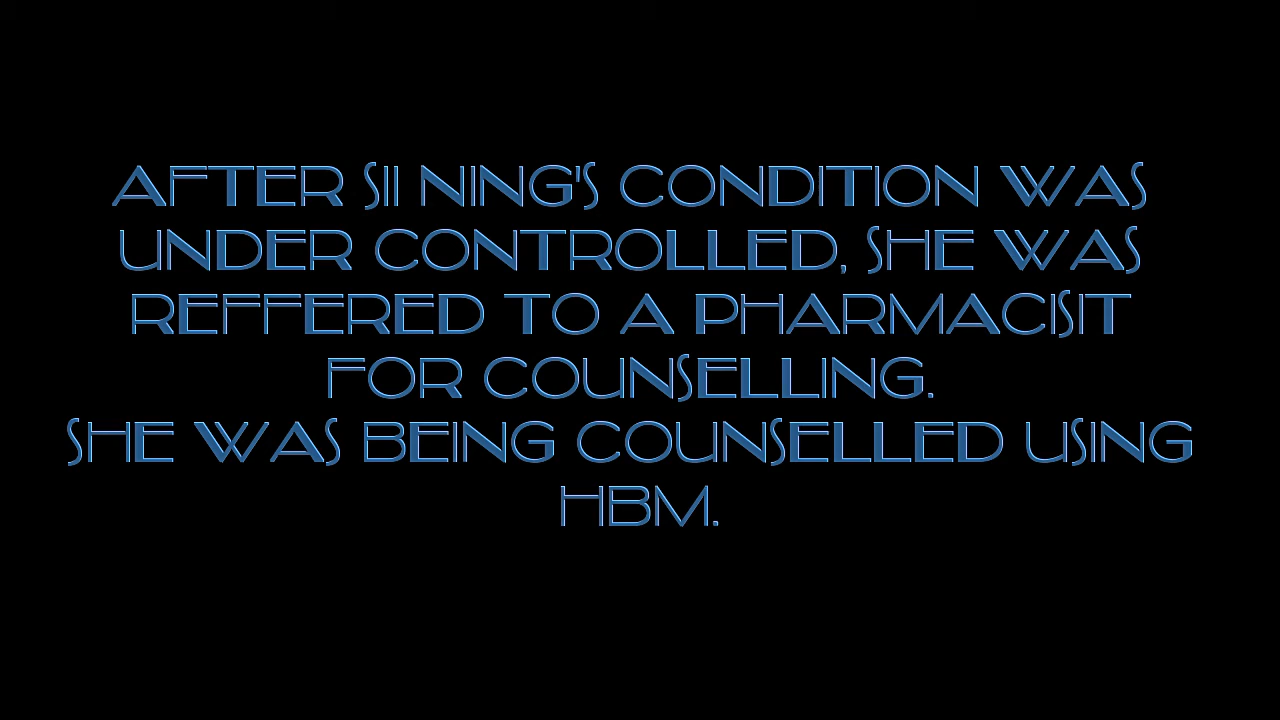 AFTER SII NING'S CONDITION WAS
UNDER CONTROLLED, SHE WAS
REFFERED TO A PHARMACISIT
FOR COUNSELLING.
SHE WAS BEING COUNSELLED USING
HBM.